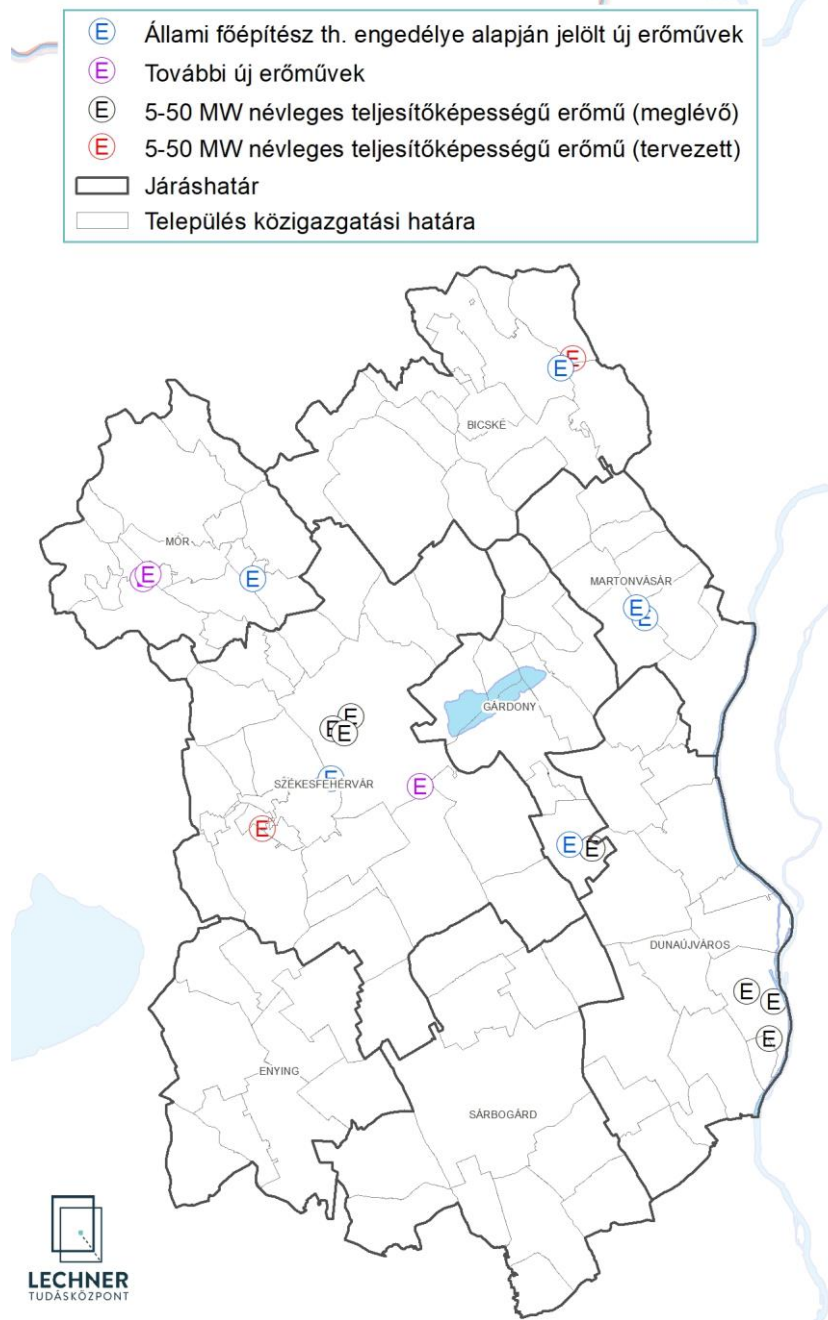 E Állami főépítész th. engedélye alapján jelölt új erőművek
E További új erőművek
E 5-50 MW névleges teljesítőképességű erőmű (meglévő)
E 5-50 MW névleges teljesítőképességű erőmű (tervezett)
Járáshatár
Település közigazgatási határa
E
E
BICSKE
MÓR
E
E
E
MARTONVÁSÁR
E
E
GÁRDONY
E
E
E
E
SZÉKESFEHÉRVÁR
E
E
E
E
DUNAÚJVÁROS
E
E
E
ENYING
SÁRBOGÁRD
LECHNER
TUDÁSKÖZPONT